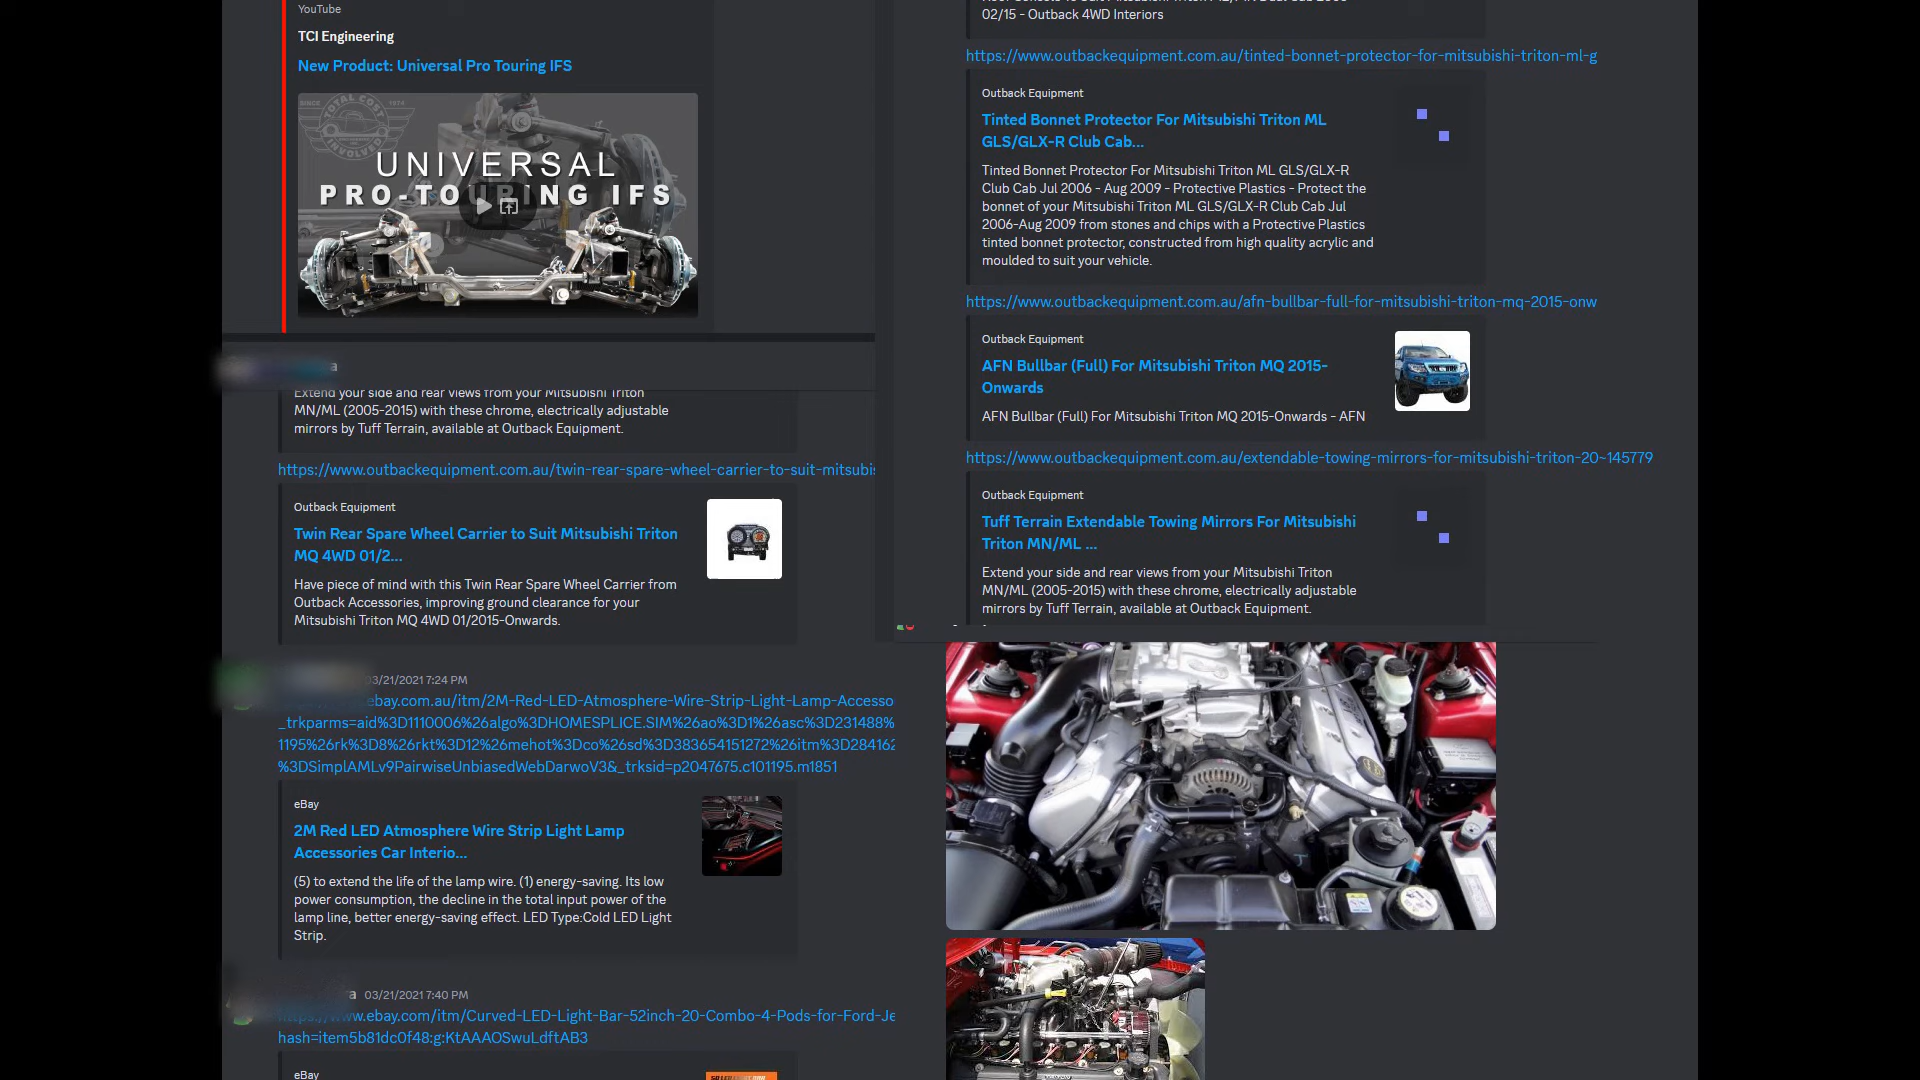 YouTube
TCI Engineering
New Product: Universal Pro Touring IFS
SINCE 1974
TOTAL COST
INVOLVED
UNIVERSAL
PRO-TOURING IFS
Extend your side and rear views from your Mitsubishi Triton
MN/ML (2005-2015) with these chrome, electrically adjustable
mirrors by Tuff Terrain, available at Outback Equipment.
https://www.outbackequipment.com.au/twin-rear-spare-wheel-carrier-to-suit-mitsubis
Outback Equipment
Twin Rear Spare Wheel Carrier to Suit Mitsubishi Triton
MQ 4WD 01/2...
Have piece of mind with this Twin Rear Spare Wheel Carrier from
Outback Accessories, improving ground clearance for your
Mitsubishi Triton MQ 4WD 01/2015-Onwards.
03/21/2021 7:24 PM
ebay.com.au/itm/2M-Red-LED-Atmosphere-Wire-Strip-Light-Lamp-Accesso
_trkparms=aid%3D1110006%26algo%3DHOMESPLICE.SIM%26ao%3D1%26asc%3D231488%
1195%26rk%3D8%26rkt%3D12%26mehot%3Dco%26sd%3D383654151272%26itm%3D284162
%3DSimplAMLv9PairwiseUnbiasedWebDarwoV3&_trksid=p2047675.c101195.m1851
eBay
2M Red LED Atmosphere Wire Strip Light Lamp
Accessories Car Interio...
(5) to extend the life of the lamp wire. (1) energy-saving. Its low
power consumption, the decline in the total input power of the
lamp line, better energy-saving effect. LED Type:Cold LED Light
Strip.
03/21/2021 7:40 PM
https://www.ebay.com/itm/Curved-LED-Light-Bar-52inch-20-Combo-4-Pods-for-Ford-Je
hash=item5b81dc0f48:g:KtAAAOSwuLdftAB3
eBay
02/15 - Outback 4WD Interiors
https://www.outbackequipment.com.au/tinted-bonnet-protector-for-mitsubishi-triton-ml-g
Outback Equipment
Tinted Bonnet Protector For Mitsubishi Triton ML
GLS/GLX-R Club Cab...
Tinted Bonnet Protector For Mitsubishi Triton ML GLS/GLX-R
Club Cab Jul 2006 - Aug 2009 - Protective Plastics - Protect the
bonnet of your Mitsubishi Triton ML GLS/GLX-R Club Cab Jul
2006-Aug 2009 from stones and chips with a Protective Plastics
tinted bonnet protector, constructed from high quality acrylic and
moulded to suit your vehicle.
https://www.outbackequipment.com.au/afn-bullbar-full-for-mitsubishi-triton-mq-2015-onw
Outback Equipment
AFN Bullbar (Full) For Mitsubishi Triton MQ 2015-
Onwards
AFN Bullbar (Full) For Mitsubishi Triton MQ 2015-Onwards - AFN
https://www.outbackequipment.com.au/extendable-towing-mirrors-for-mitsubishi-triton-20~145779
Outback Equipment
Tuff Terrain Extendable Towing Mirrors For Mitsubishi
Triton MN/ML ...
Extend your side and rear views from your Mitsubishi Triton
MN/ML (2005-2015) with these chrome, electrically adjustable
mirrors by Tuff Terrain, available at Outback Equipment.